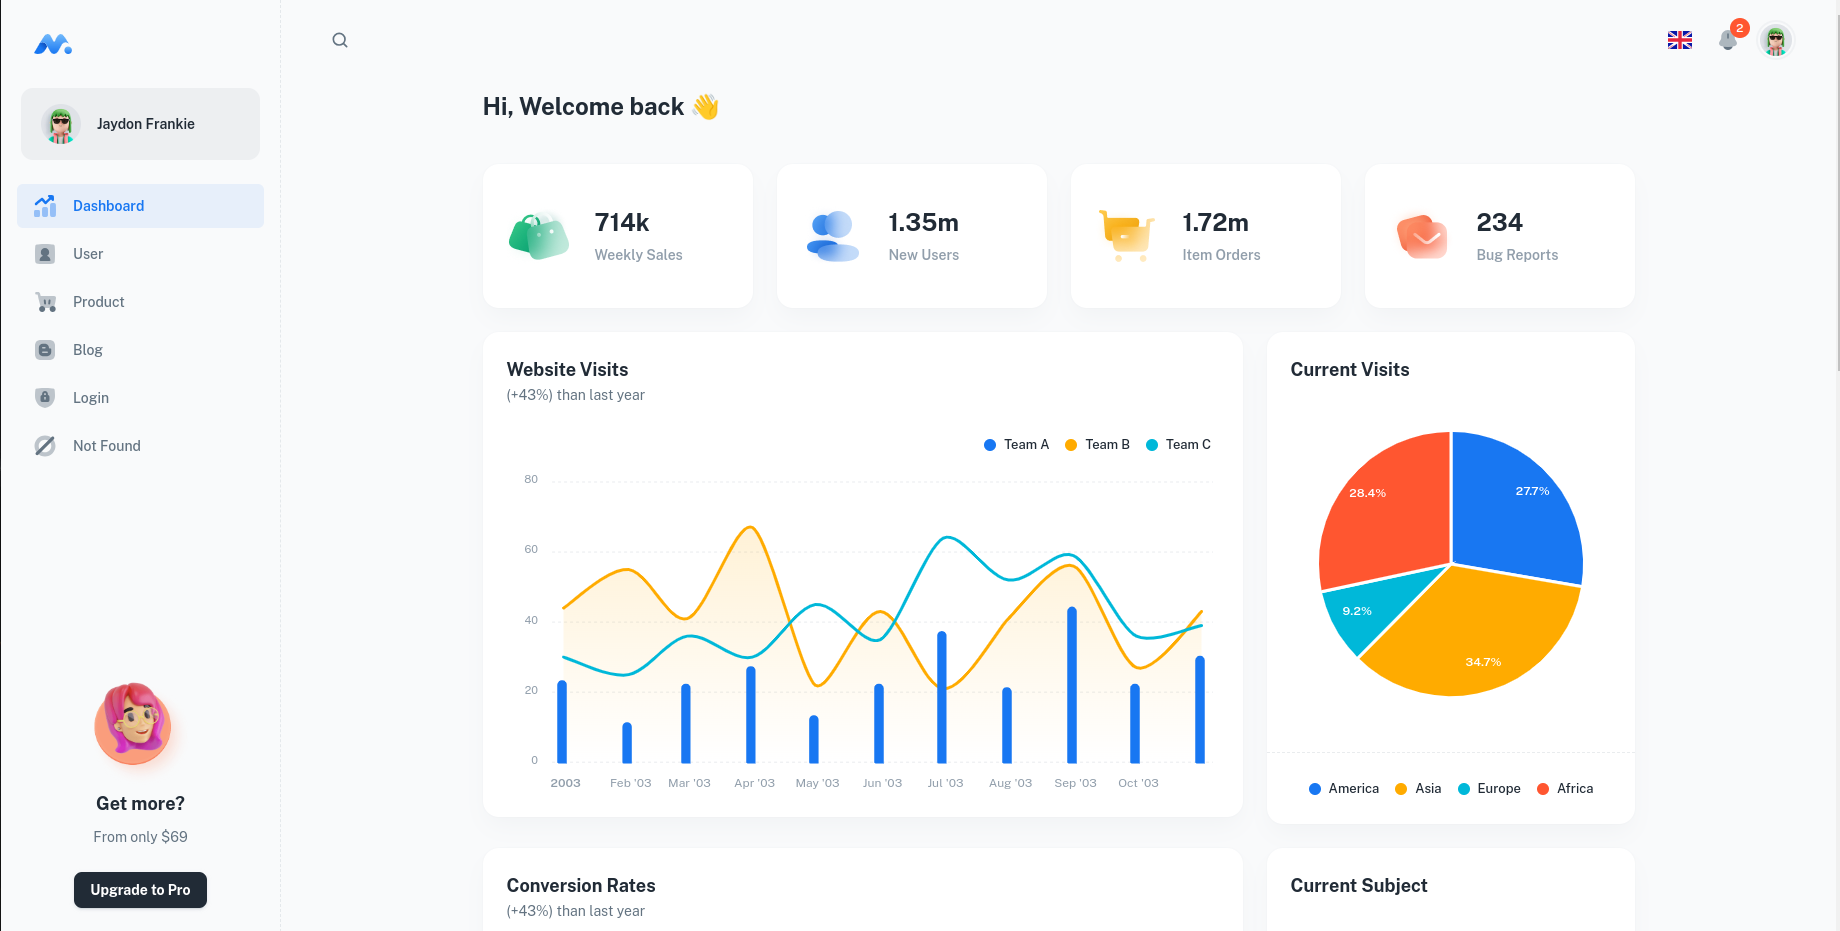 Jaydon Frankie
Dashboard
User
Product
Blog
Login
Not Found
Get more?
From only $69
Upgrade to Pro
2
Hi, Welcome back 👋
714k
Weekly Sales
1.35m
New Users
1.72m
Item Orders
234
Bug Reports
Website Visits
(+43%) than last year
Team A Team B Team C
80
60
40
20
0
2003 Feb '03 Mar '03 Apr '03 May '03 Jun '03 Jul '03 Aug '03 Sep '03 Oct '03
Current Visits
27.7%
28.4%
9.2%
34.7%
America Asia Europe Africa
Conversion Rates
(+43%) than last year
Current Subject